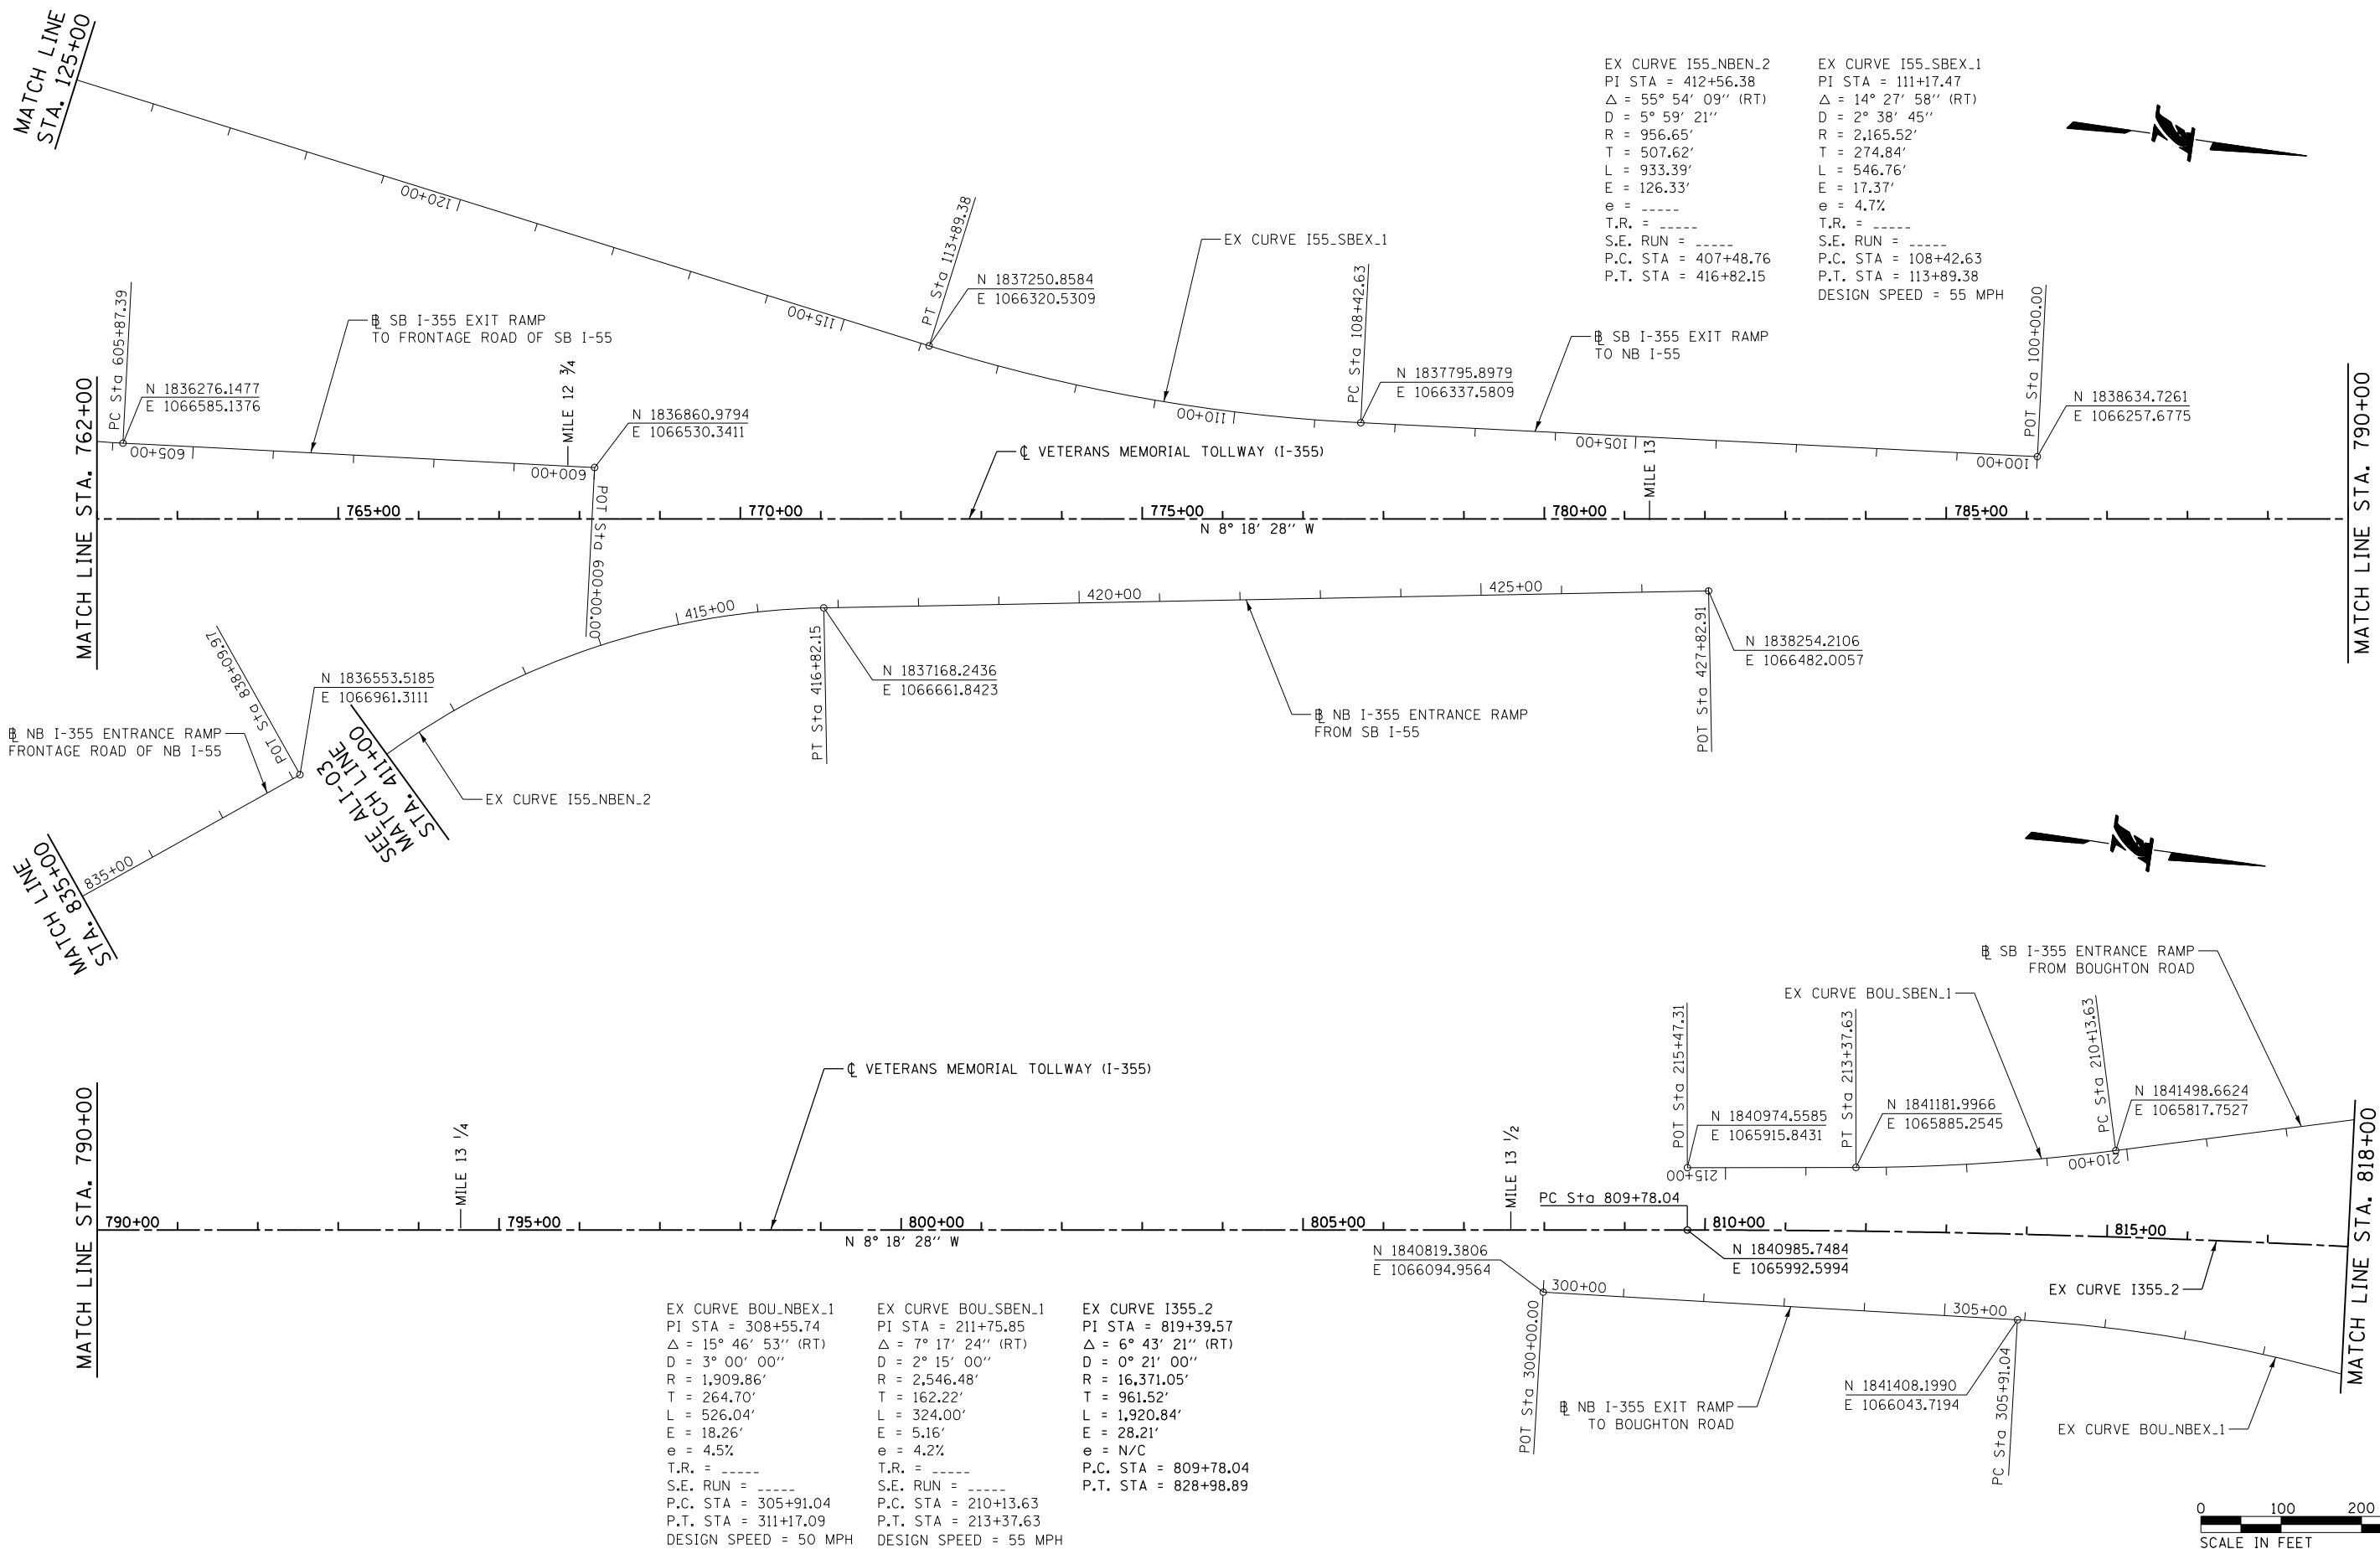 MATCH LINE
STA. 125+00
120+00
115+00
PT Sta 113+89.38
N 1837250.8584
E 1066320.5309
EX CURVE I55_SBEX_1
110+00
PC Sta 108+42.63
N 1837795.8979
E 1066337.5809
℄ SB I-355 EXIT RAMP
TO NB I-55
105+00
100+00
POT Sta 100+00.00
N 1838634.7261
E 1066257.6775
EX CURVE I55_NBEN_2
PI STA = 412+56.38
Δ = 55° 54' 09'' (RT)
D = 5° 59' 21''
R = 956.65'
T = 507.62'
L = 933.39'
E = 126.33'
e = _____
T.R. = _____
S.E. RUN = _____
P.C. STA = 407+48.76
P.T. STA = 416+82.15
EX CURVE I55_SBEX_1
PI STA = 111+17.47
Δ = 14° 27' 58'' (RT)
D = 2° 38' 45''
R = 2,165.52'
T = 274.84'
L = 546.76'
E = 17.37'
e = 4.7%
T.R. = _____
S.E. RUN = _____
P.C. STA = 108+42.63
P.T. STA = 113+89.38
DESIGN SPEED = 55 MPH
MATCH LINE STA. 762+00
PC Sta 605+87.39
N 1836276.1477
E 1066585.1376
605+00
℄ SB I-355 EXIT RAMP
TO FRONTAGE ROAD OF SB I-55
MILE 12 ¾
600+00
N 1836860.9794
E 1066530.3411
POT Sta 600+00.00
℄ VETERANS MEMORIAL TOLLWAY (I-355)
MILE 13
765+00
770+00
775+00
780+00
785+00
N 8° 18' 28'' W
MATCH LINE STA. 790+00
415+00
420+00
425+00
PT Sta 416+82.15
N 1837168.2436
E 1066661.8423
℄ NB I-355 ENTRANCE RAMP
FROM SB I-55
POT Sta 427+82.91
N 1838254.2106
E 1066482.0057
POT Sta 838+09.97
N 1836553.5185
E 1066961.3111
℄ NB I-355 ENTRANCE RAMP
FRONTAGE ROAD OF NB I-55
SEE ALI-03
MATCH LINE
STA. 411+00
EX CURVE I55_NBEN_2
835+00
MATCH LINE
STA. 835+00
MATCH LINE STA. 790+00
790+00
MILE 13 ¼
795+00
℄ VETERANS MEMORIAL TOLLWAY (I-355)
800+00
N 8° 18' 28'' W
805+00
MILE 13 ½
PC Sta 809+78.04
810+00
N 1840985.7484
E 1065992.5994
815+00
EX CURVE I355_2
℄ SB I-355 ENTRANCE RAMP
FROM BOUGHTON ROAD
EX CURVE BOU_SBEN_1
POT Sta 215+47.31
N 1840974.5585
E 1065915.8431
215+00
PT Sta 213+37.63
N 1841181.9966
E 1065885.2545
PC Sta 210+13.63
N 1841498.6624
E 1065817.7527
210+00
MATCH LINE STA. 818+00
N 1840819.3806
E 1066094.9564
300+00
POT Sta 300+00.00
℄ NB I-355 EXIT RAMP
TO BOUGHTON ROAD
305+00
N 1841408.1990
E 1066043.7194
PC Sta 305+91.04
EX CURVE BOU_NBEX_1
EX CURVE BOU_NBEX_1
PI STA = 308+55.74
Δ = 15° 46' 53'' (RT)
D = 3° 00' 00''
R = 1,909.86'
T = 264.70'
L = 526.04'
E = 18.26'
e = 4.5%
T.R. = _____
S.E. RUN = _____
P.C. STA = 305+91.04
P.T. STA = 311+17.09
DESIGN SPEED = 50 MPH
EX CURVE BOU_SBEN_1
PI STA = 211+75.85
Δ = 7° 17' 24'' (RT)
D = 2° 15' 00''
R = 2,546.48'
T = 162.22'
L = 324.00'
E = 5.16'
e = 4.2%
T.R. = _____
S.E. RUN = _____
P.C. STA = 210+13.63
P.T. STA = 213+37.63
DESIGN SPEED = 55 MPH
EX CURVE I355_2
PI STA = 819+39.57
Δ = 6° 43' 21'' (RT)
D = 0° 21' 00''
R = 16,371.05'
T = 961.52'
L = 1,920.84'
E = 28.21'
e = N/C
P.C. STA = 809+78.04
P.T. STA = 828+98.89
0 100 200
SCALE IN FEET